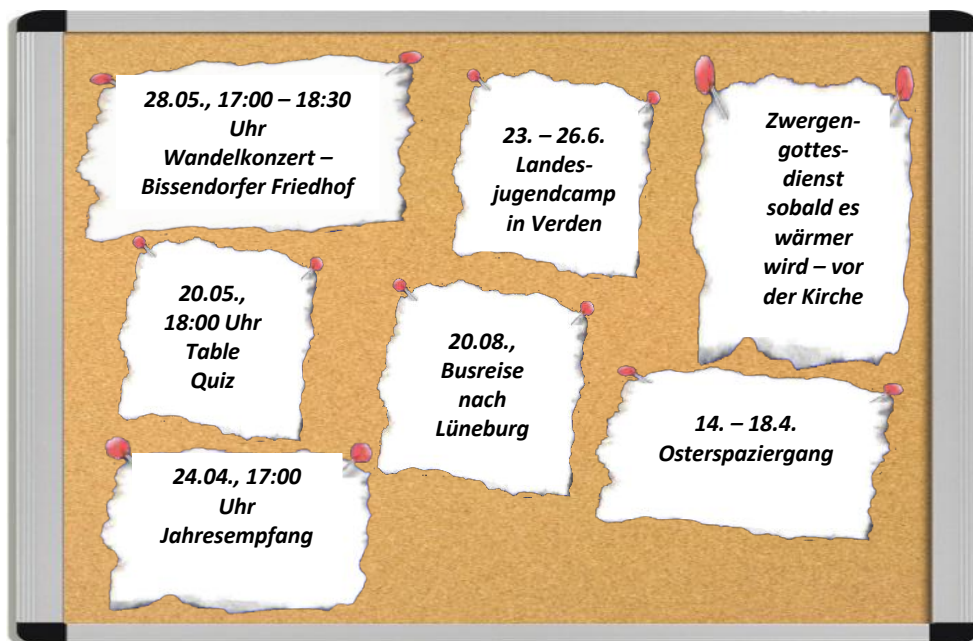 28.05., 17:00 – 18:30
Uhr
Wandelkonzert –
Bissendorfer Friedhof
23. – 26.6.
Landes-
jugendcamp
in Verden
Zwergen-
gottes-
dienst
sobald es
wärmer
wird – vor
der Kirche
20.05.,
18:00 Uhr
Table
Quiz
20.08.,
Busreise
nach
Lüneburg
14. – 18.4.
Osterspaziergang
24.04., 17:00
Uhr
Jahresempfang